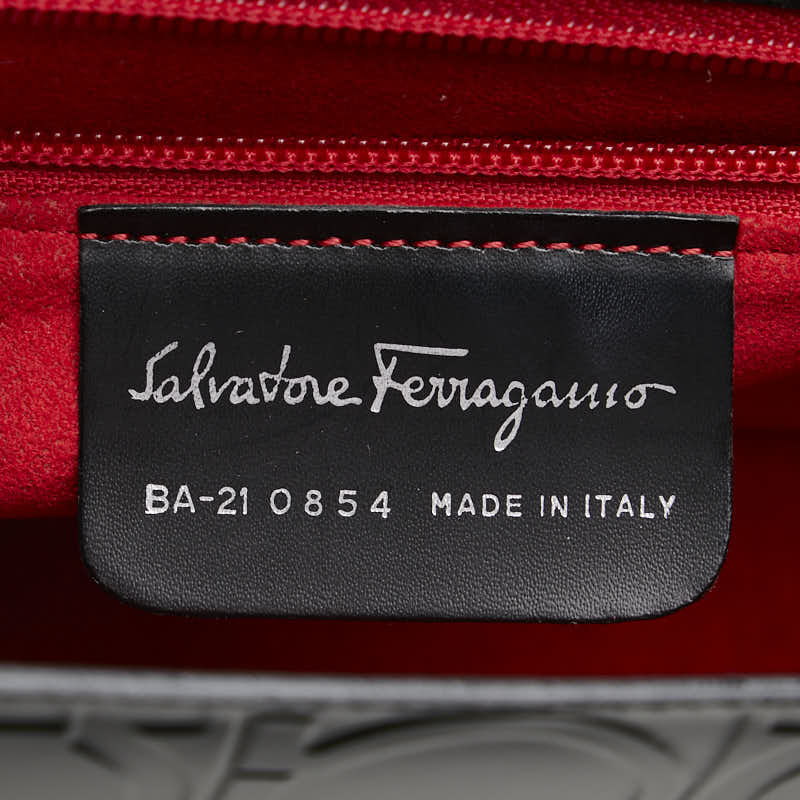 Salvatore Ferragamo
BA-21 0854 MADE IN ITALY